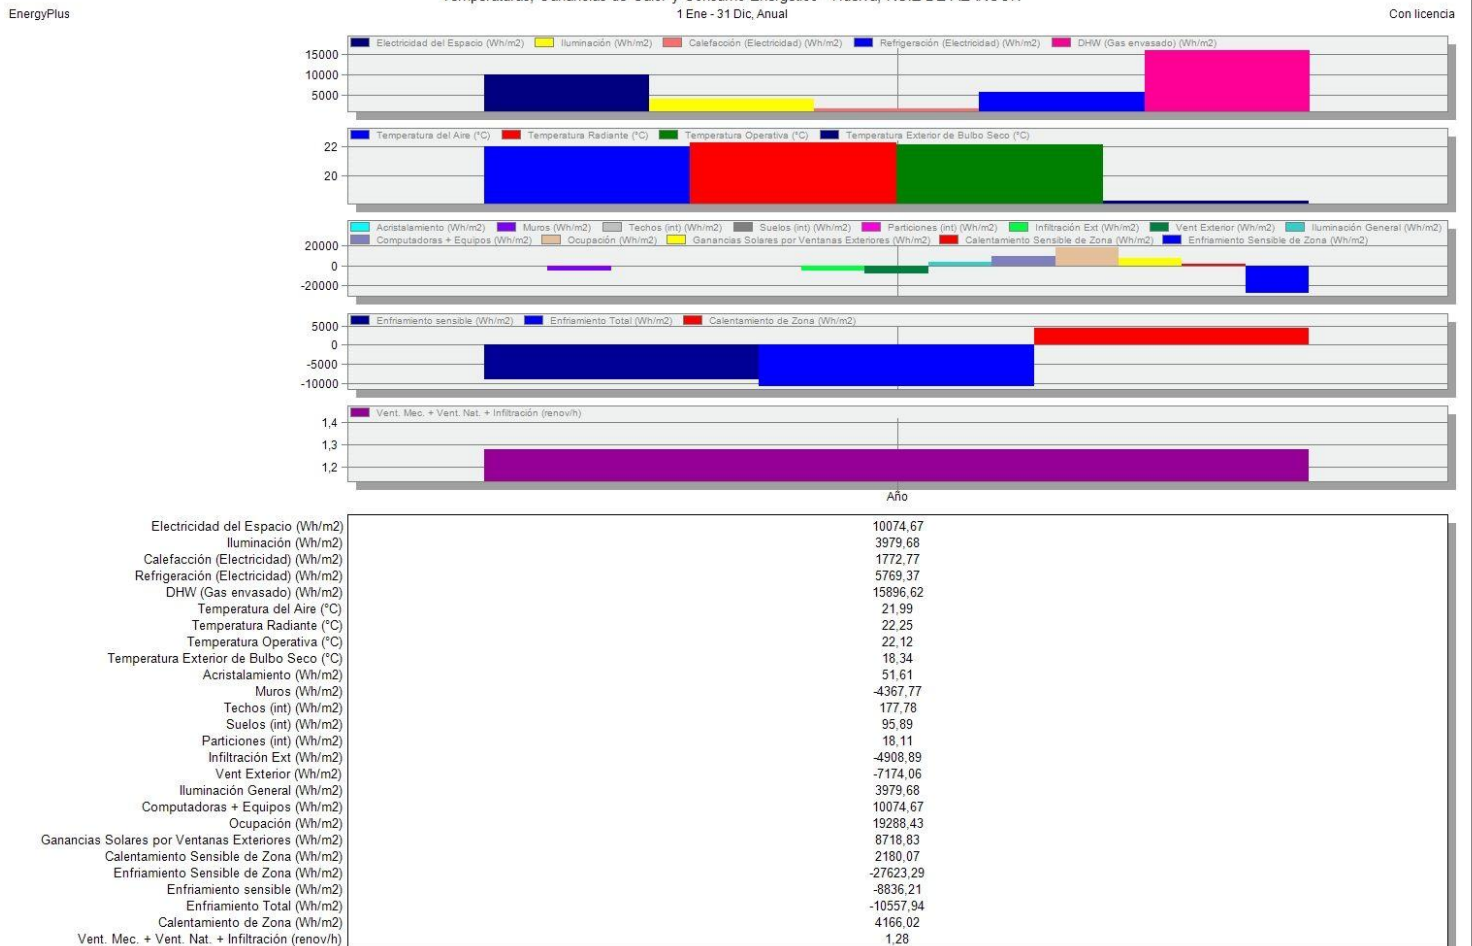 EnergyPlus
1 Ene - 31 Dic, Anual
Con licencia
Electricidad del Espacio (Wh/m2) Iluminación (Wh/m2) Calefacción (Electricidad) (Wh/m2) Refrigeración (Electricidad) (Wh/m2) DHW (Gas envasado) (Wh/m2)
15000
10000
5000
Temperatura del Aire (°C) Temperatura Radiante (°C) Temperatura Operativa (°C) Temperatura Exterior de Bulbo Seco (°C)
22
20
Acristalamiento (Wh/m2) Muros (Wh/m2) Techos (int) (Wh/m2) Suelos (int) (Wh/m2) Particiones (int) (Wh/m2) Infiltración Ext (Wh/m2) Vent Exterior (Wh/m2) Iluminación General (Wh/m2)
Computadoras + Equipos (Wh/m2) Ocupación (Wh/m2) Ganancias Solares por Ventanas Exteriores (Wh/m2) Calentamiento Sensible de Zona (Wh/m2) Enfriamiento Sensible de Zona (Wh/m2)
20000
0
-20000
Enfriamiento sensible (Wh/m2) Enfriamiento Total (Wh/m2) Calentamiento de Zona (Wh/m2)
5000
0
-5000
-10000
Vent. Mec. + Vent. Nat. + Infiltración (renov/h)
1,4
1,3
1,2
Año
Electricidad del Espacio (Wh/m2) 10074,67
Iluminación (Wh/m2) 3979,68
Calefacción (Electricidad) (Wh/m2) 1772,77
Refrigeración (Electricidad) (Wh/m2) 5769,37
DHW (Gas envasado) (Wh/m2) 15896,62
Temperatura del Aire (°C) 21,99
Temperatura Radiante (°C) 22,25
Temperatura Operativa (°C) 22,12
Temperatura Exterior de Bulbo Seco (°C) 18,34
Acristalamiento (Wh/m2) 51,61
Muros (Wh/m2) -4367,77
Techos (int) (Wh/m2) 177,78
Suelos (int) (Wh/m2) 95,89
Particiones (int) (Wh/m2) 18,11
Infiltración Ext (Wh/m2) -4908,89
Vent Exterior (Wh/m2) -7174,06
Iluminación General (Wh/m2) 3979,68
Computadoras + Equipos (Wh/m2) 10074,67
Ocupación (Wh/m2) 19288,43
Ganancias Solares por Ventanas Exteriores (Wh/m2) 8718,83
Calentamiento Sensible de Zona (Wh/m2) 2180,07
Enfriamiento Sensible de Zona (Wh/m2) -27623,29
Enfriamiento sensible (Wh/m2) -8836,21
Enfriamiento Total (Wh/m2) -10557,94
Calentamiento de Zona (Wh/m2) 4166,02
Vent. Mec. + Vent. Nat. + Infiltración (renov/h) 1,28